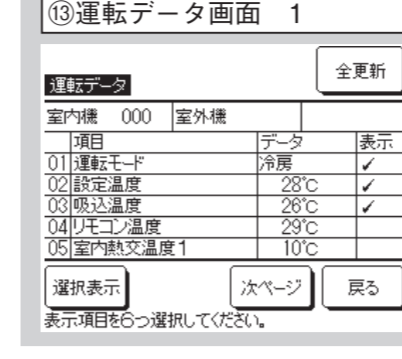 ⑬運転データ画面 1
全更新
運転データ
室内機 000 室外機
項目 データ 表示
01 運転モード 冷房 ✓
02 設定温度 28℃ ✓
03 吸込温度 26℃ ✓
04 リモコン温度 29℃
05 室内熱交温度1 10℃
選択表示 次ページ 戻る
表示項目を6つ選択してください。